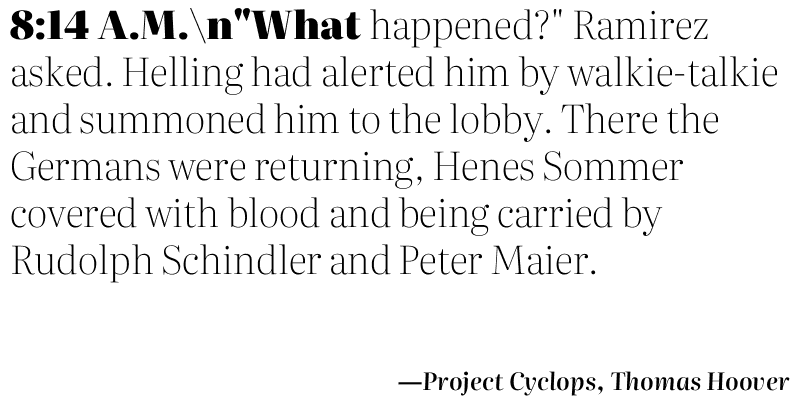 8:14 A.M.\n"What happened?" Ramirez
asked. Helling had alerted him by walkie-talkie
and summoned him to the lobby. There the
Germans were returning, Henes Sommer
covered with blood and being carried by
Rudolph Schindler and Peter Maier.
—Project Cyclops, Thomas Hoover